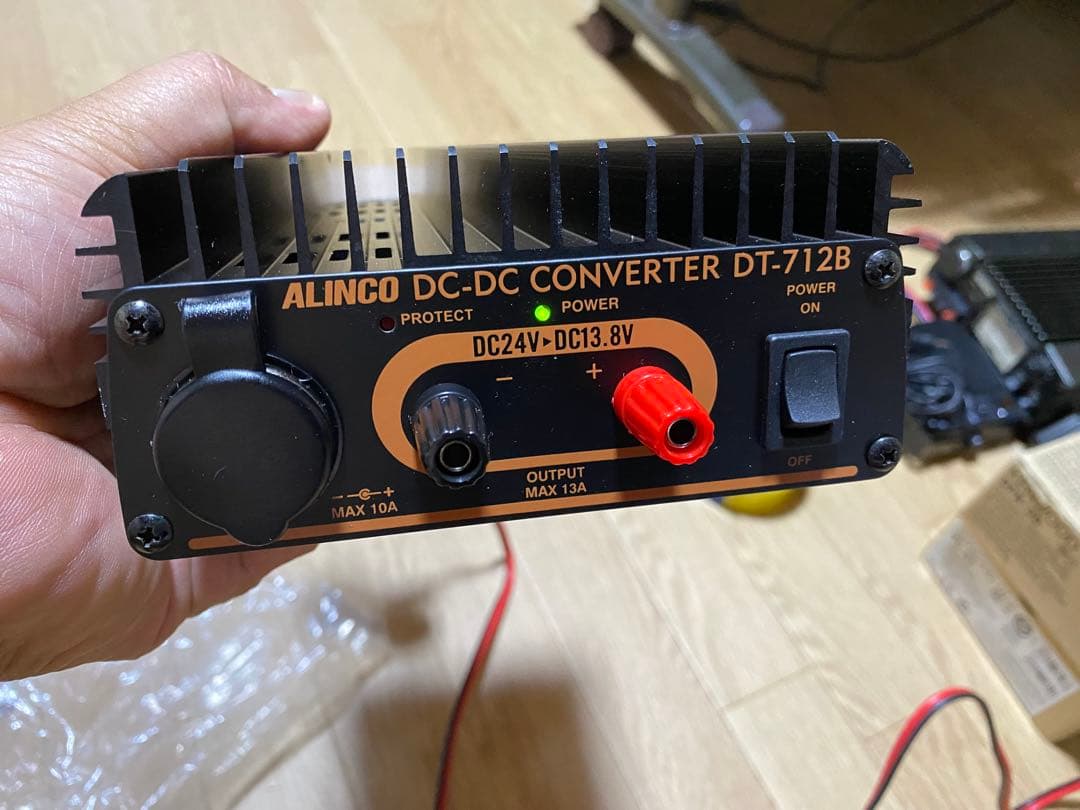 ALINCO DC-DC CONVERTER DT-712B
PROTECT
POWER
POWER
ON
DC24V▸DC13.8V
− +
OUTPUT
MAX 13A
− +
MAX 10A
OFF